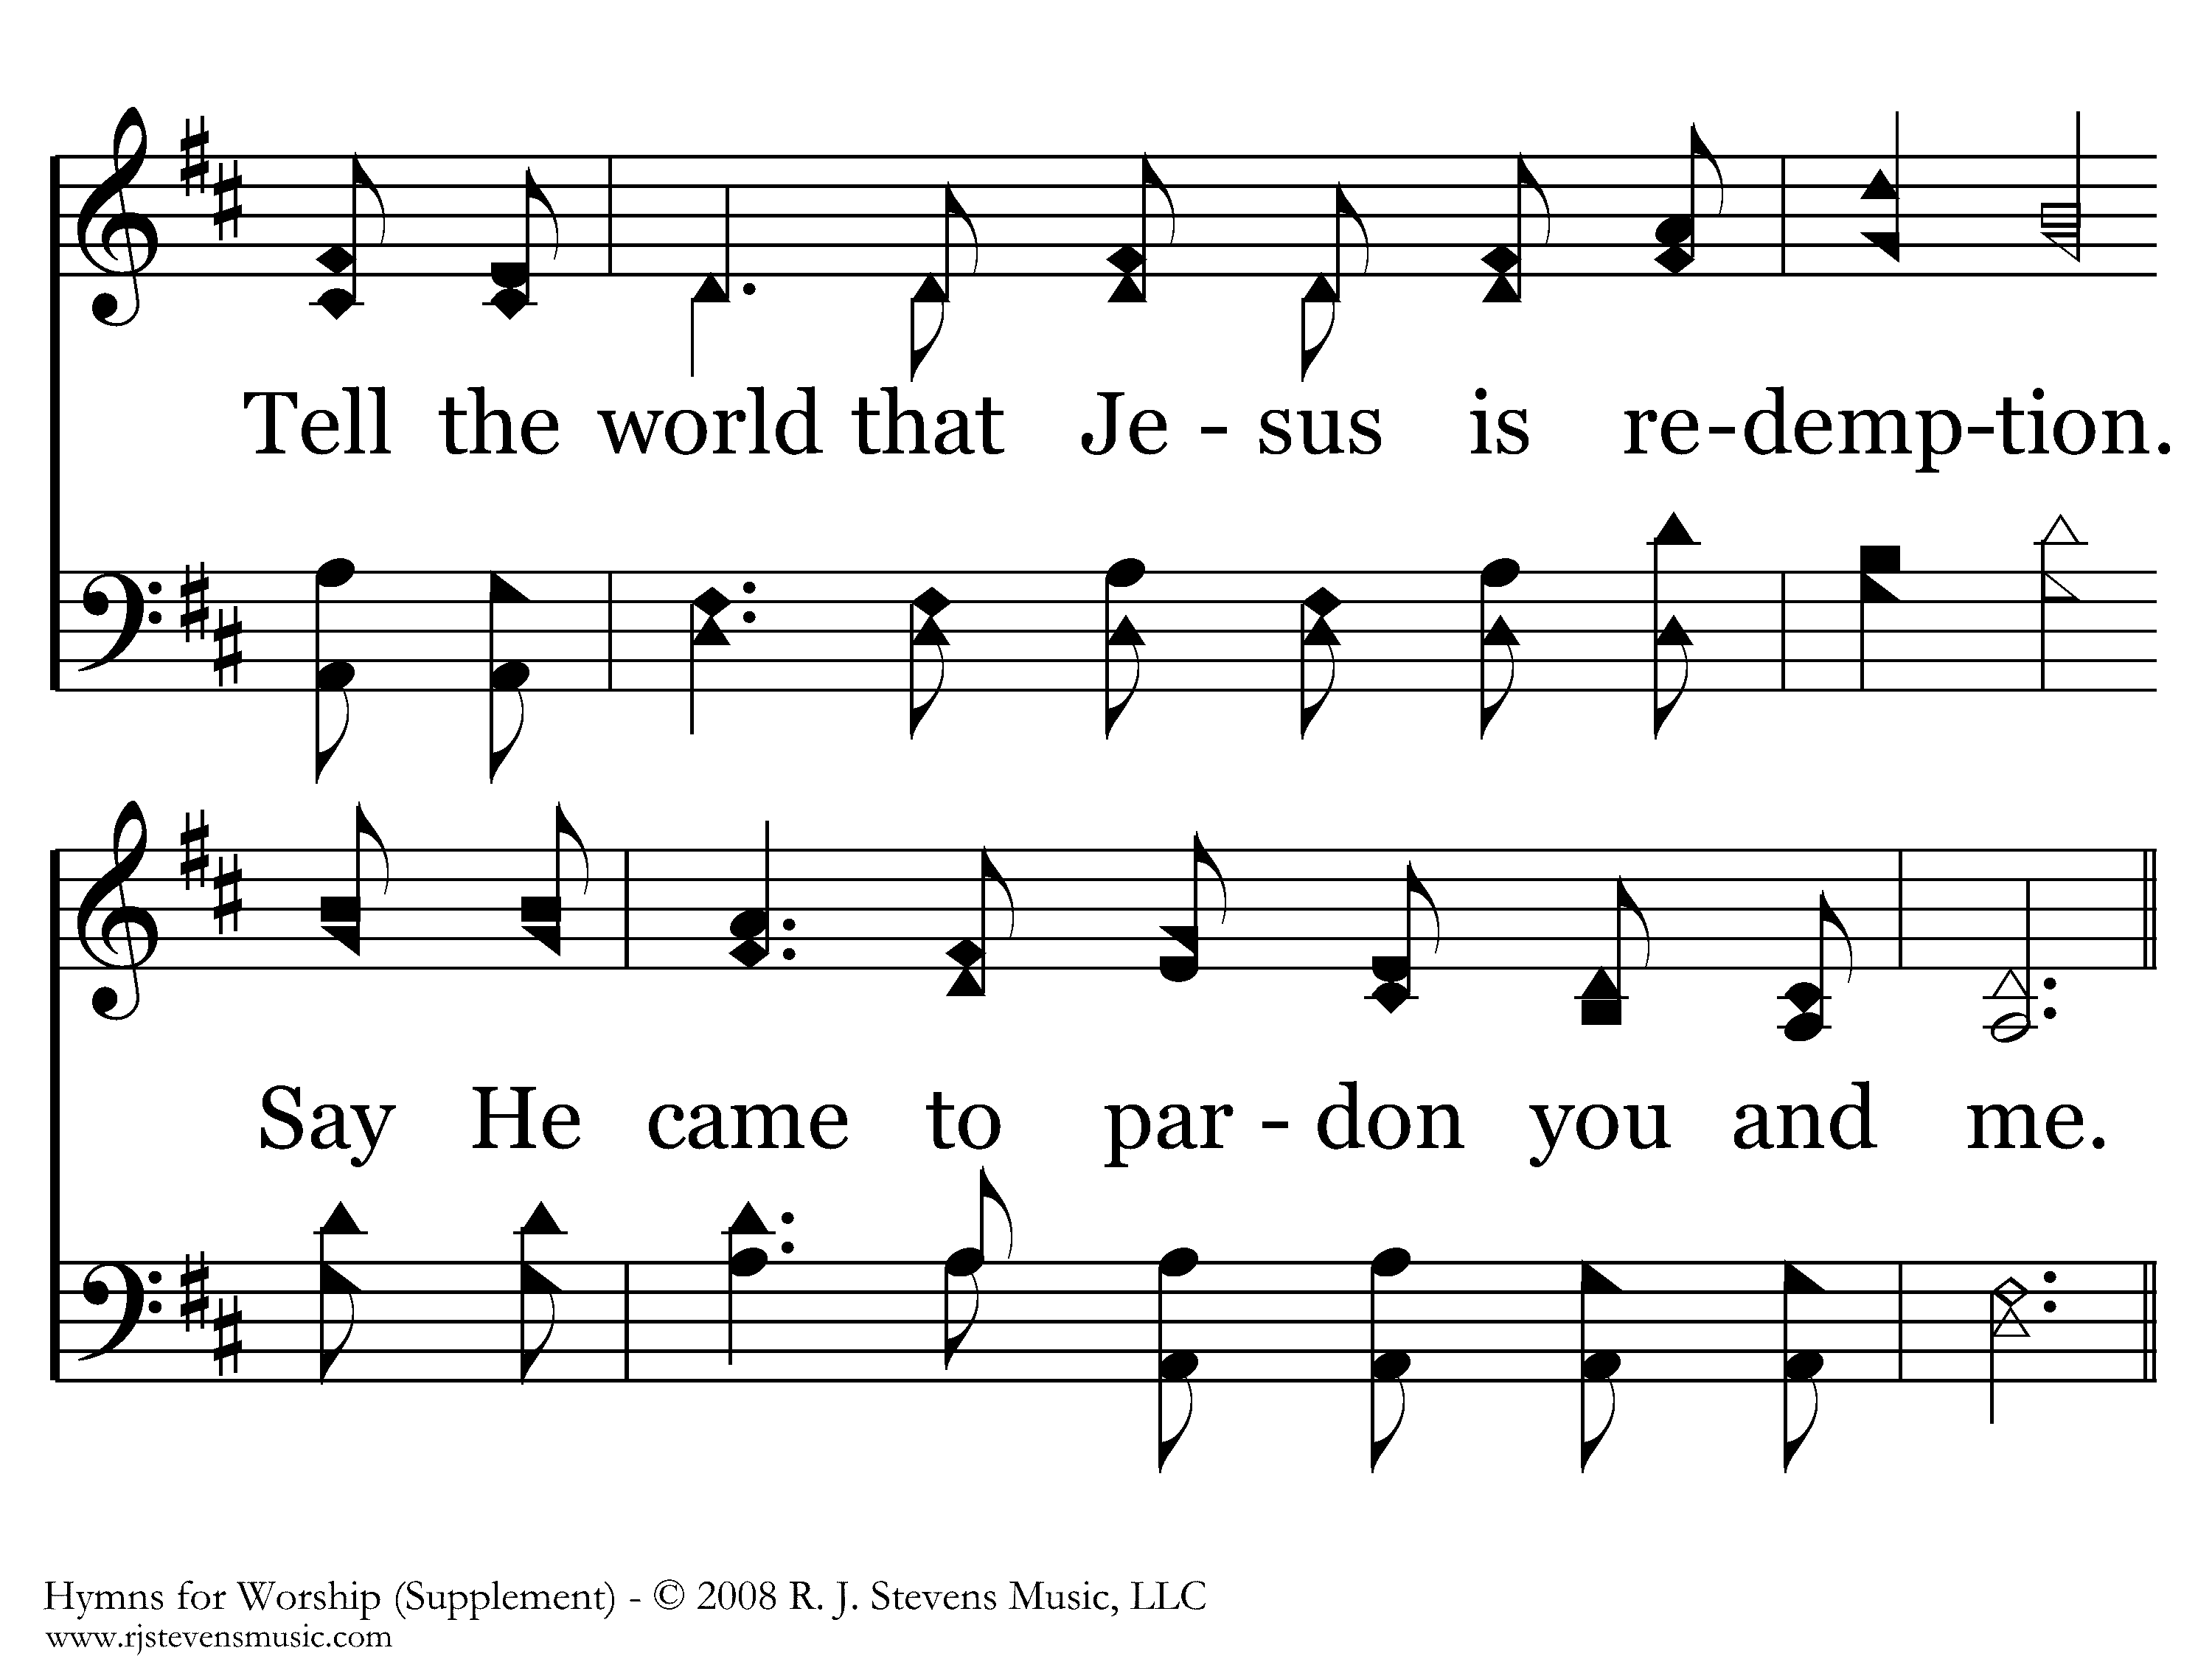 Tell the world that Je - sus is re-demp-tion.
Say He came to par - don you and me.
Hymns for Worship (Supplement) - © 2008 R. J. Stevens Music, LLC
www.rjstevensmusic.com